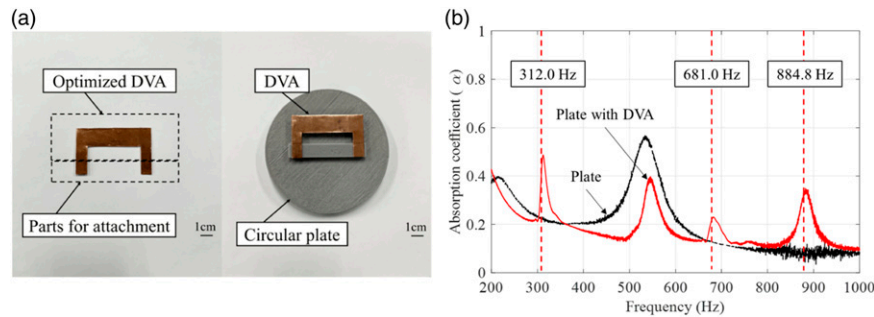 (a)
Optimized DVA
Parts for attachment
1cm
DVA
Circular plate
1cm
(b)
Absorption coefficient ( α )
1
0.8
0.6
0.4
0.2
0
312.0 Hz
681.0 Hz
884.8 Hz
Plate with DVA
Plate
200 300 400 500 600 700 800 900 1000
Frequency (Hz)